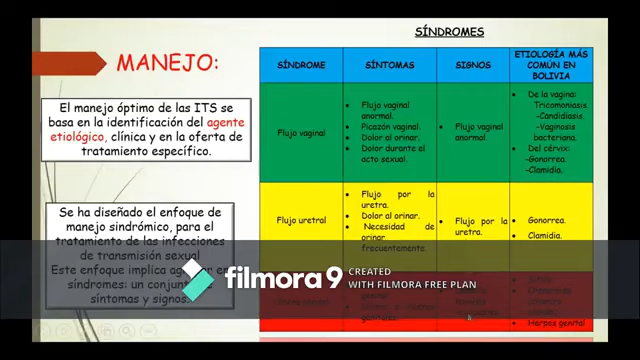 SÍNDROMES
MANEJO:
El manejo óptimo de las ITS se
basa en la identificación del agente
etiológico, clínica y en la oferta de
tratamiento específico.
Se ha diseñado el enfoque de
manejo sindrómico, para el
tratamiento de las infecciones
de transmisión sexual
Este enfoque implica
síndromes: un
síntomas y signos.
SÍNDROME
SÍNTOMAS
SIGNOS
ETIOLOGÍA MÁS
COMÚN EN
BOLIVIA
Flujo vaginal
Flujo vaginal
anormal.
Picazón vaginal.
Dolor al orinar.
Dolor durante el
acto sexual.
Flujo vaginal
anormal.
De la vagina:
Tricomoniasis.
-Candidiasis.
-Vaginosis
bacteriana.
Del cérvix:
-Gonorrea.
-Clamidia.
Flujo uretral
Flujo por la
uretra.
Dolor al orinar.
Necesidad de
orinar
frecuentemente.
Flujo por la
uretra.
Gonorrea.
Clamidia.
Herpes genital
filmora 9
CREATED
WITH FILMORA FREE PLAN